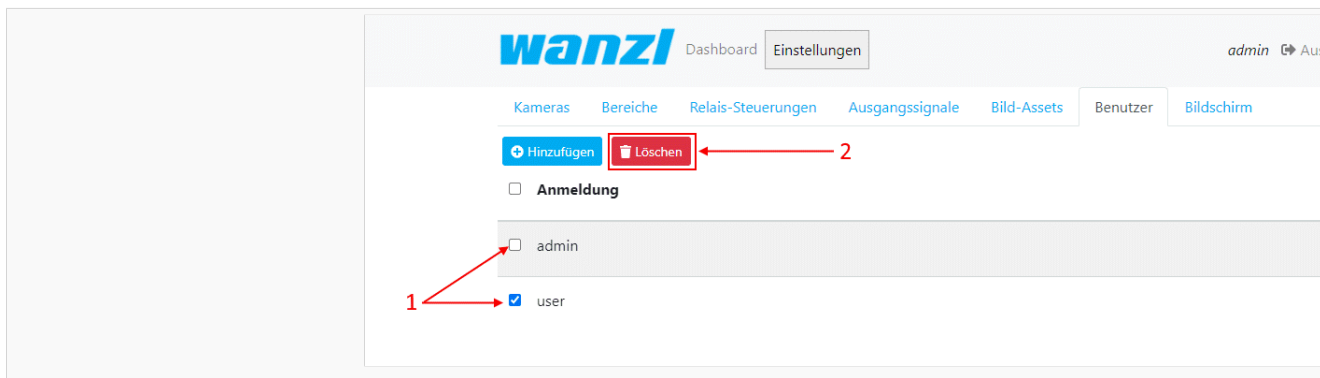 wanzl Dashboard Einstellungen admin Aus
Kameras Bereiche Relais-Steuerungen Ausgangssignale Bild-Assets Benutzer Bildschirm
Hinzufügen Löschen 2
Anmeldung
admin
1 user